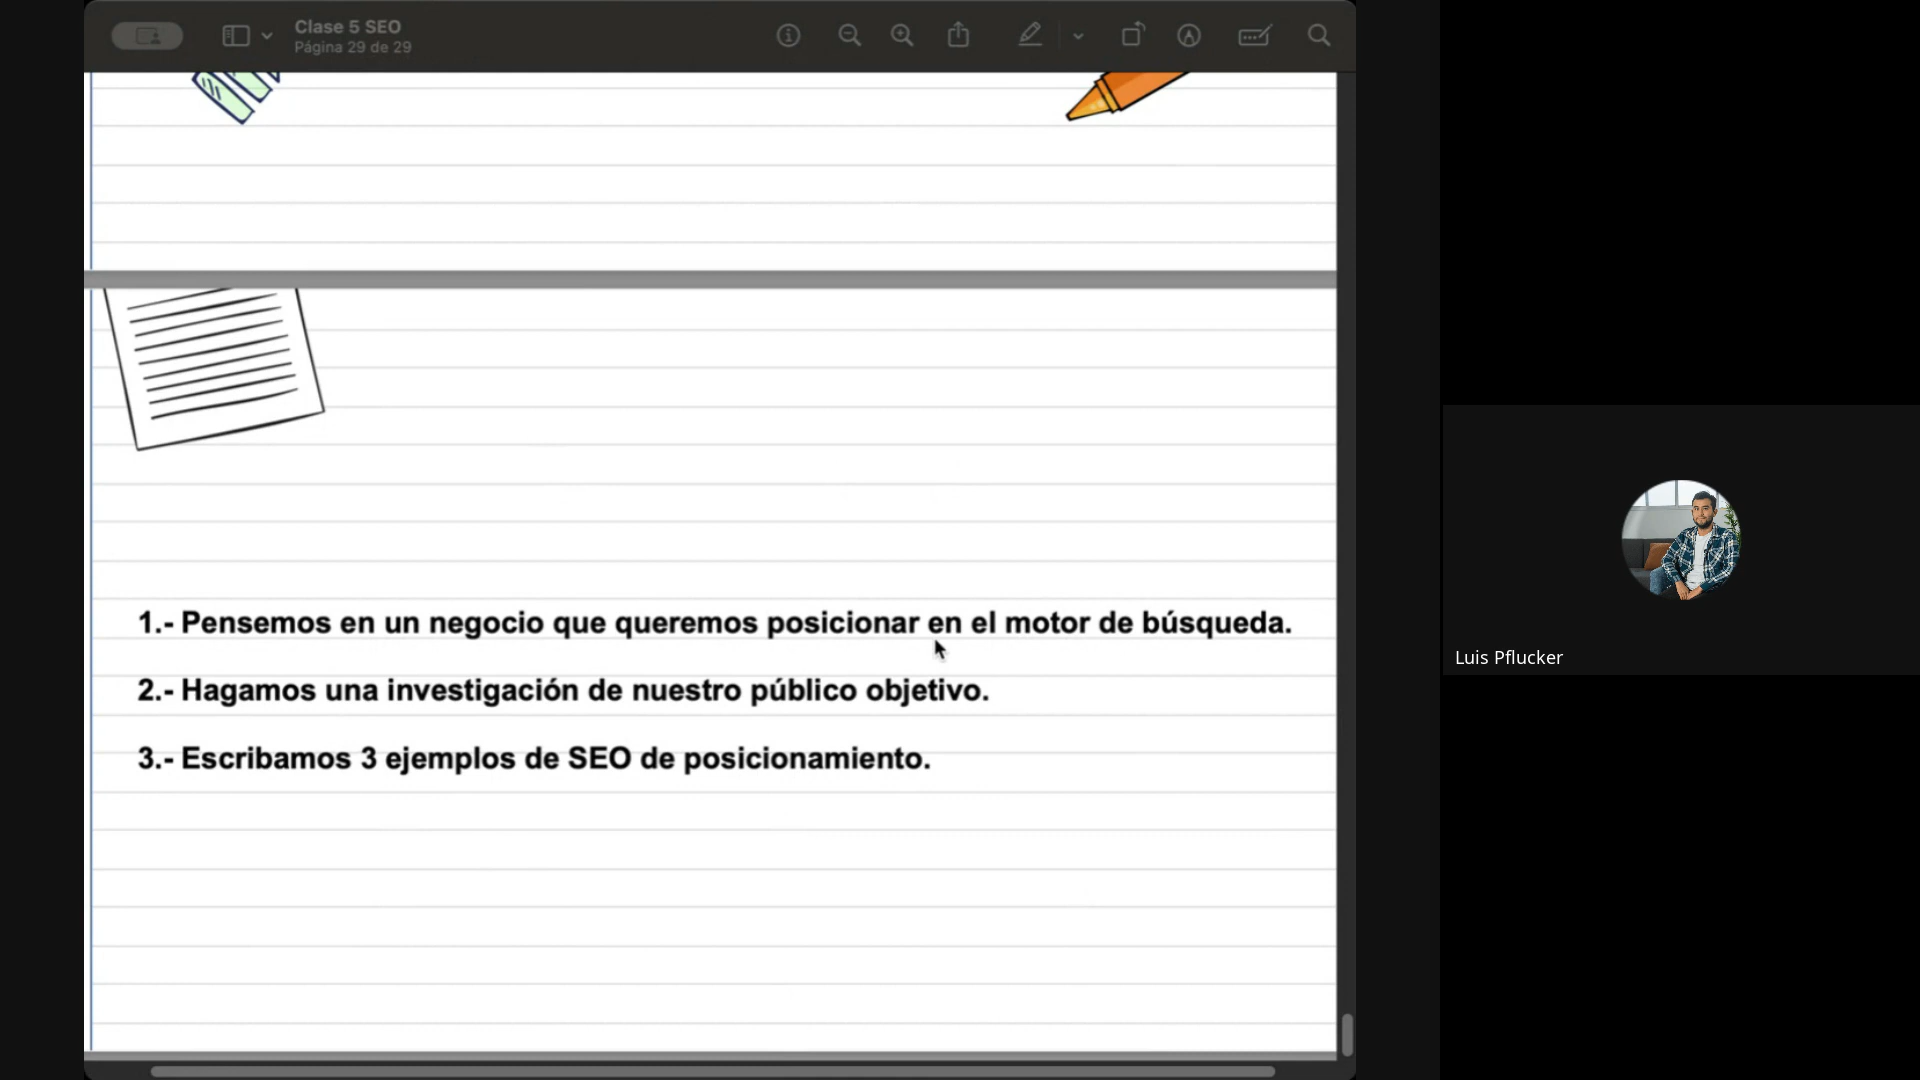 Clase 5 SEO
Página 29 de 29
1.- Pensemos en un negocio que queremos posicionar en el motor de búsqueda.
2.- Hagamos una investigación de nuestro público objetivo.
3.- Escribamos 3 ejemplos de SEO de posicionamiento.
Luis Pflucker